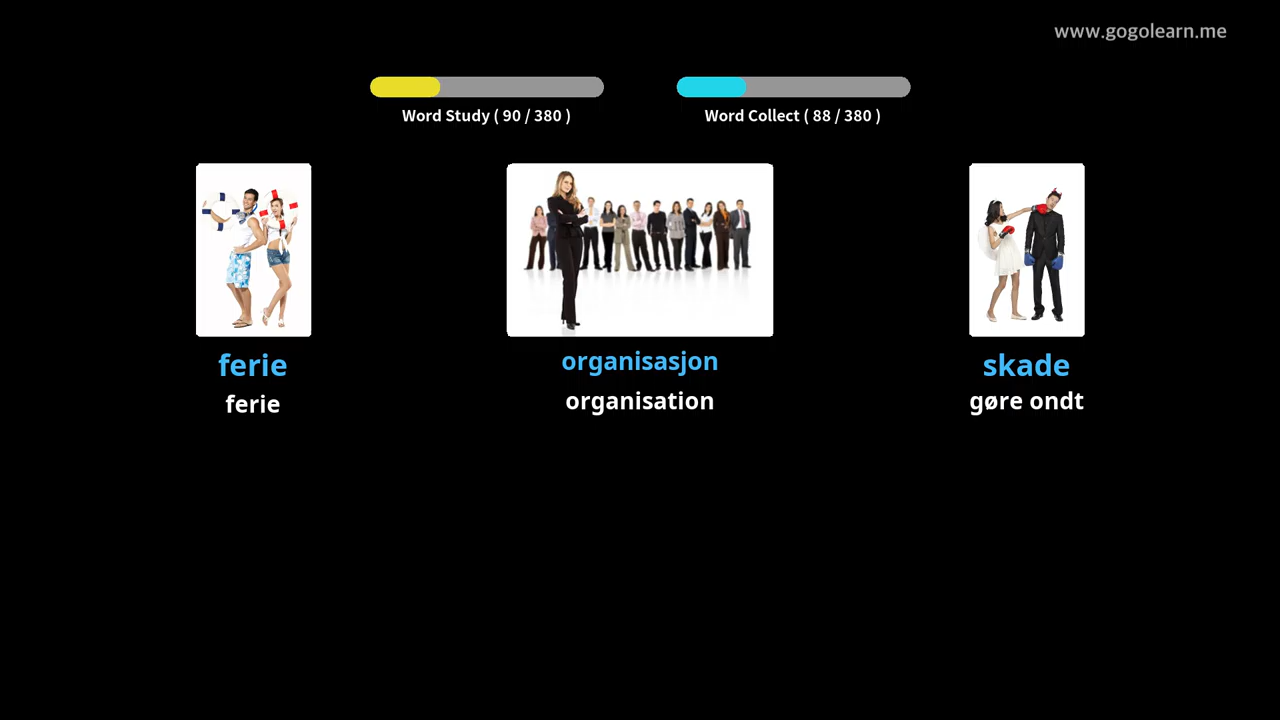 www.gogolearn.me
Word Study ( 90 / 380 )
Word Collect ( 88 / 380 )
ferie
ferie
organisasjon
organisation
skade
gøre ondt